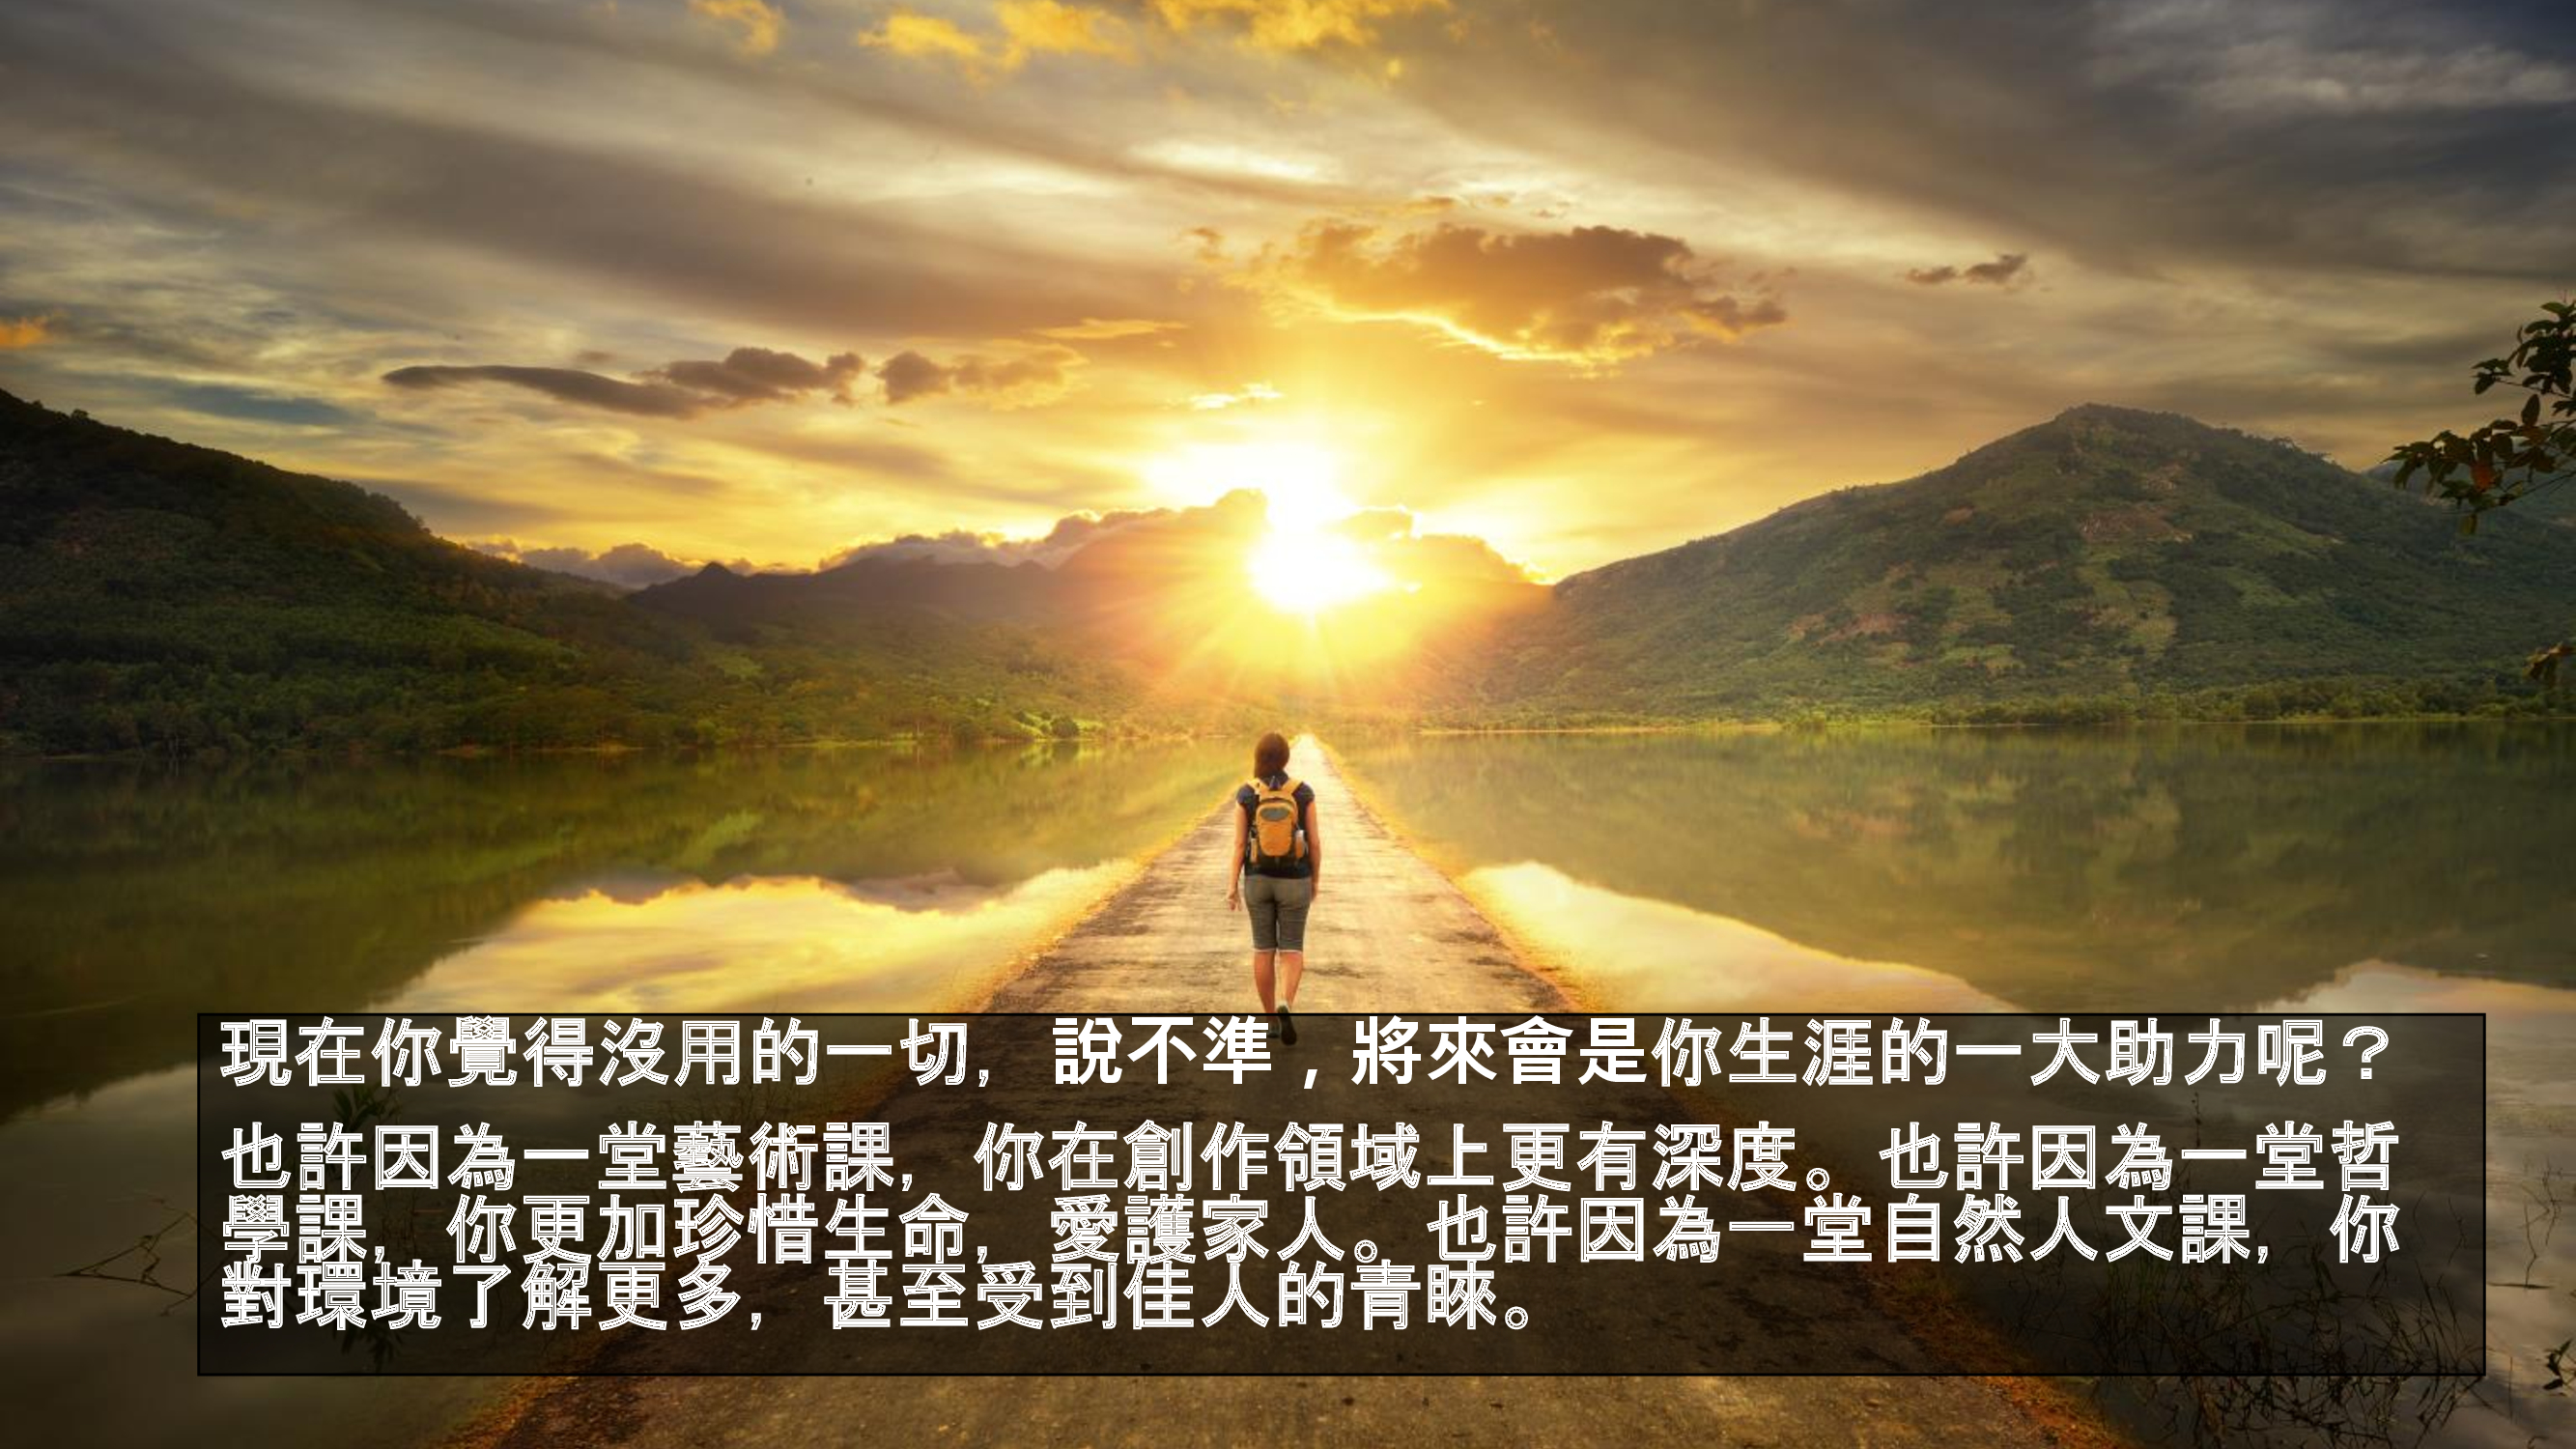 現在你覺得沒用的一切, 說不準，將來會是你生涯的一大助力呢？
也許因為一堂藝術課, 你在創作領域上更有深度。也許因為一堂哲
學課, 你更加珍惜生命, 愛護家人。也許因為一堂自然人文課, 你
對環境了解更多, 甚至受到佳人的青睞。